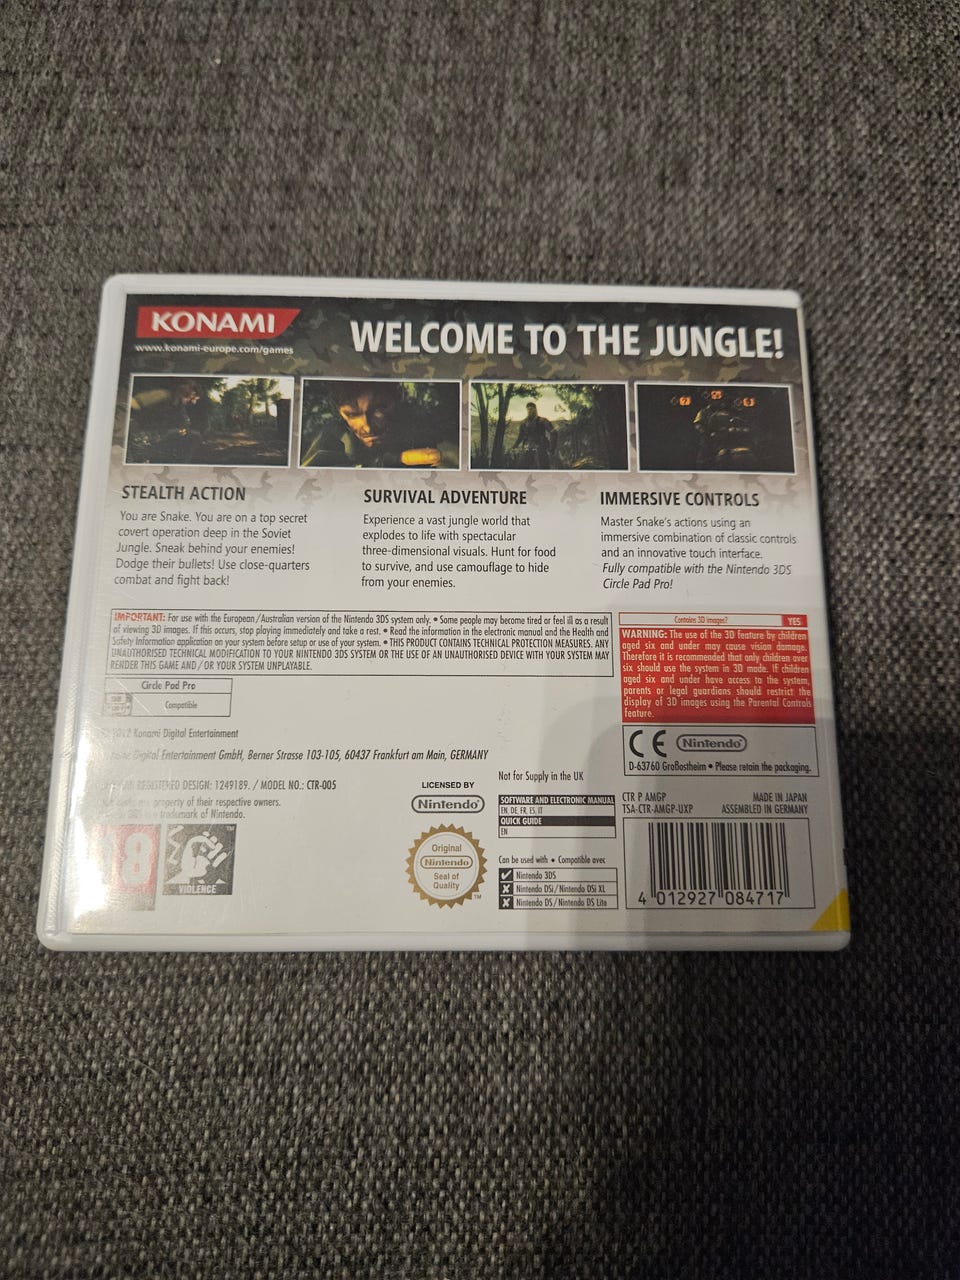 KONAMI
www.konami-europe.com/games
WELCOME TO THE JUNGLE!
STEALTH ACTION
You are Snake. You are on a top secret
covert operation deep in the Soviet
Jungle. Sneak behind your enemies!
Dodge their bullets! Use close-quarters
combat and fight back!
SURVIVAL ADVENTURE
Experience a vast jungle world that
explodes to life with spectacular
three-dimensional visuals. Hunt for food
to survive, and use camouflage to hide
from your enemies.
IMMERSIVE CONTROLS
Master Snake's actions using an
immersive combination of classic controls
and an innovative touch interface.
Fully compatible with the Nintendo 3DS
Circle Pad Pro!
IMPORTANT: For use with the European/Australian version of the Nintendo 3DS system only. • Some people may become tired or feel ill as a result
of viewing 3D images. If this occurs, stop playing immediately and take a rest. • Read the information in the electronic manual and the Health and
Safety Information application on your system before setup or use of your system. • THIS PRODUCT CONTAINS TECHNICAL PROTECTION MEASURES. ANY
UNAUTHORISED TECHNICAL MODIFICATION TO YOUR NINTENDO 3DS SYSTEM OR THE USE OF AN UNAUTHORISED DEVICE WITH YOUR SYSTEM MAY
RENDER THIS GAME AND/OR YOUR SYSTEM UNPLAYABLE.
Contains 3D images? YES
WARNING: The use of the 3D feature by children
aged six and under may cause vision damage.
Therefore it is recommended that only children over
six should use the system in 3D mode. If children
aged six and under have access to the system,
parents or legal guardians should restrict the
display of 3D images using the Parental Controls
feature.
Circle Pad Pro
Compatible
Konami Digital Entertainment
Digital Entertainment GmbH, Berner Strasse 103-105, 60437 Frankfurt am Main, GERMANY
CE Nintendo
D-63760 Großostheim • Please retain the packaging.
REGISTERED DESIGN: 1249189. / MODEL NO.: CTR-005
property of their respective owners.
trademark of Nintendo.
18
VIOLENCE
TM
LICENSED BY
Nintendo
Original
Nintendo
Seal of
Quality
TM
Not for Supply in the UK
SOFTWARE AND ELECTRONIC MANUAL
EN, DE, FR, ES, IT
QUICK GUIDE
EN
Can be used with • Compatible avec
Nintendo 3DS
Nintendo DSi/Nintendo DSi XL
Nintendo DS/Nintendo DS Lite
CTR P AMGP
TSA-CTR-AMGP-UXP
MADE IN JAPAN
ASSEMBLED IN GERMANY
4 012927 084717